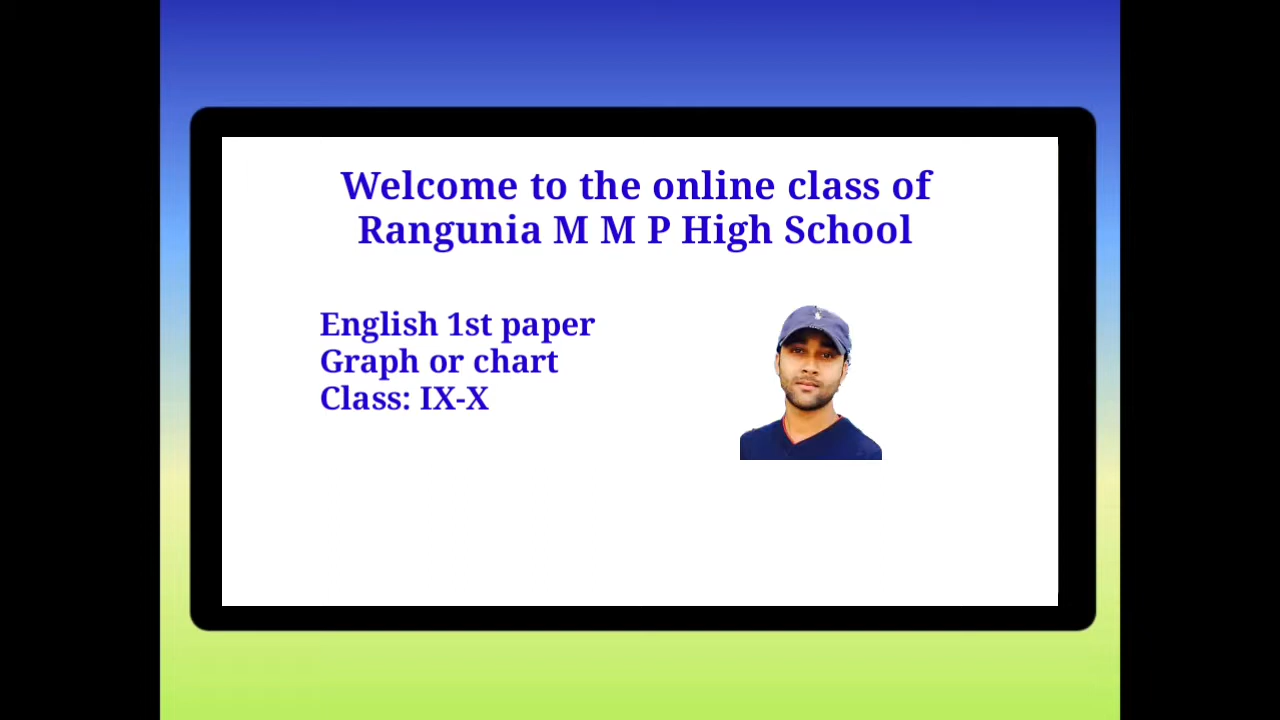 Welcome to the online class of
Rangunia M M P High School
English 1st paper
Graph or chart
Class: IX-X